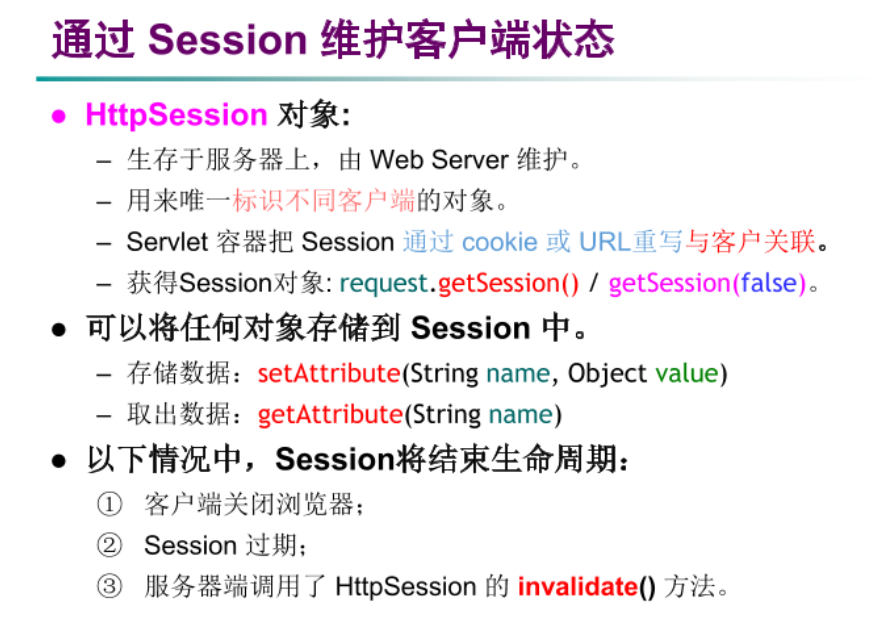 通过 Session 维护客户端状态
● HttpSession 对象:
– 生存于服务器上，由 Web Server 维护。
– 用来唯一标识不同客户端的对象。
– Servlet 容器把 Session 通过 cookie 或 URL重写与客户关联。
– 获得Session对象: request.getSession() / getSession(false)。
● 可以将任何对象存储到 Session 中。
– 存储数据：setAttribute(String name, Object value)
– 取出数据：getAttribute(String name)
● 以下情况中，Session将结束生命周期：
① 客户端关闭浏览器；
② Session 过期；
③ 服务器端调用了 HttpSession 的 invalidate() 方法。